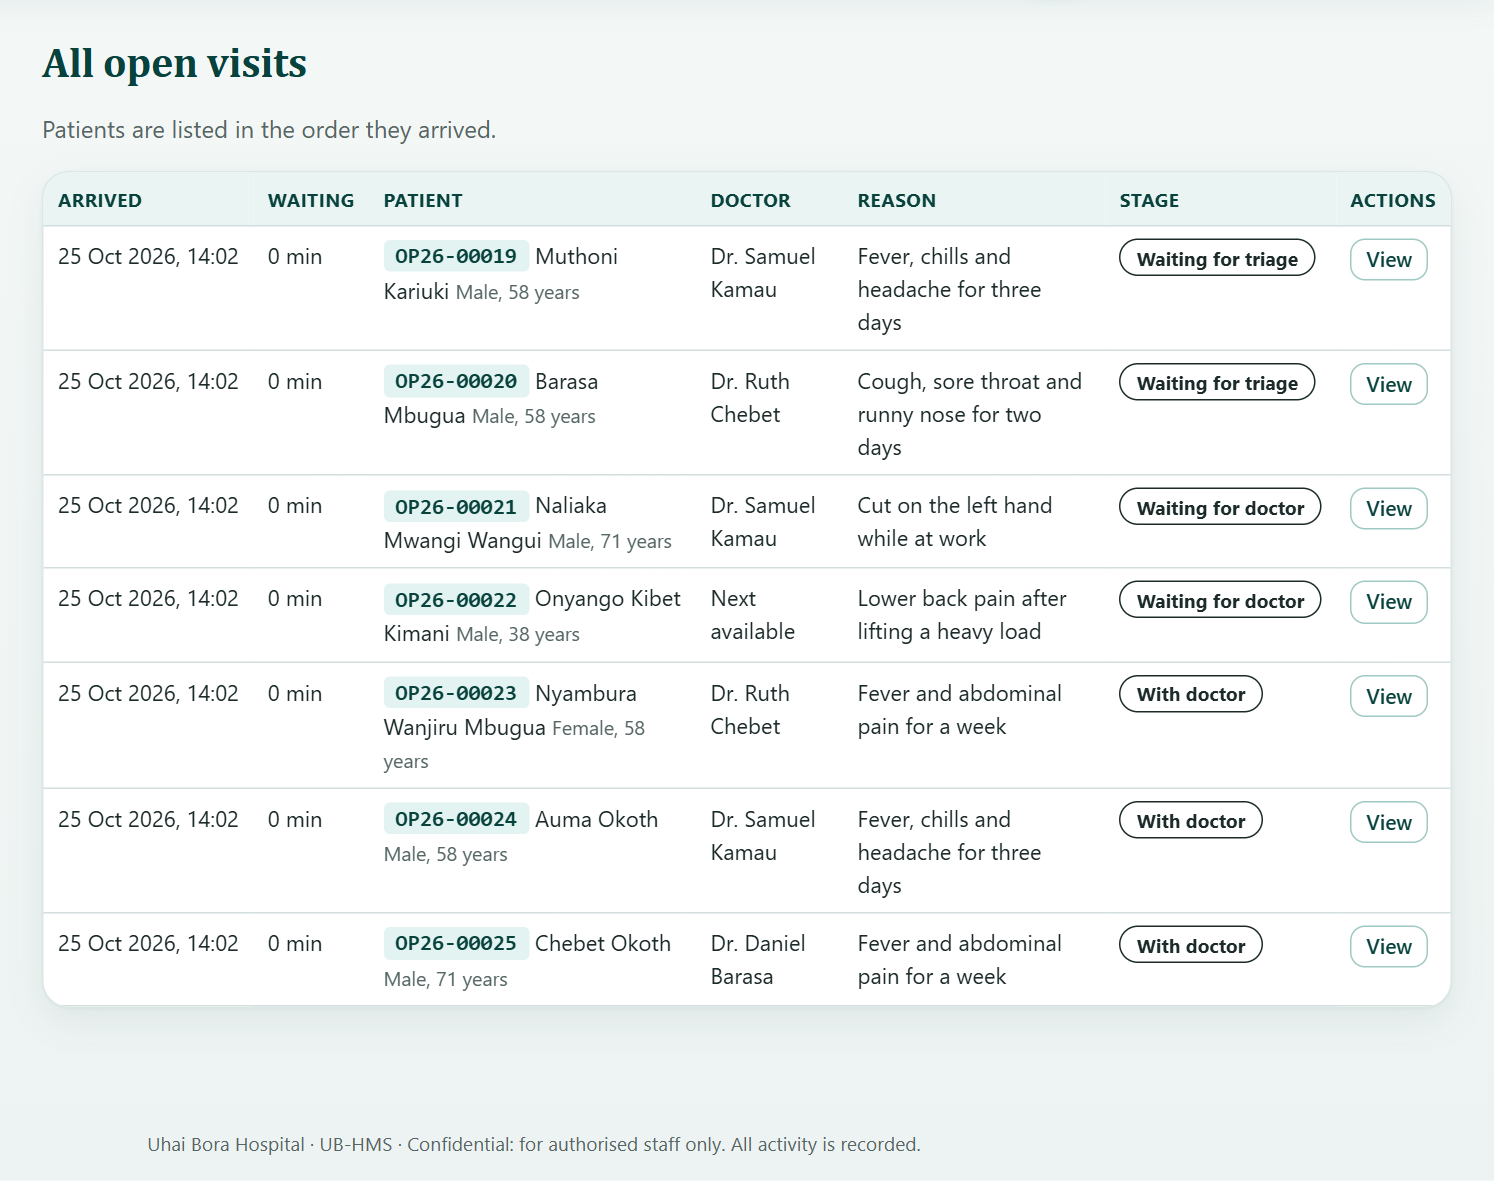 All open visits
Patients are listed in the order they arrived.
ARRIVED WAITING PATIENT DOCTOR REASON STAGE ACTIONS
25 Oct 2026, 14:02 0 min OP26-00019 Muthoni Dr. Samuel Fever, chills and Waiting for triage View
Kariuki Male, 58 years Kamau headache for three
days
25 Oct 2026, 14:02 0 min OP26-00020 Barasa Dr. Ruth Cough, sore throat and Waiting for triage View
Mbugua Male, 58 years Chebet runny nose for two
days
25 Oct 2026, 14:02 0 min OP26-00021 Naliaka Dr. Samuel Cut on the left hand Waiting for doctor View
Mwangi Wangui Male, 71 years Kamau while at work
25 Oct 2026, 14:02 0 min OP26-00022 Onyango Kibet Next Lower back pain after Waiting for doctor View
Kimani Male, 38 years available lifting a heavy load
25 Oct 2026, 14:02 0 min OP26-00023 Nyambura Dr. Ruth Fever and abdominal With doctor View
Wanjiru Mbugua Female, 58 Chebet pain for a week
years
25 Oct 2026, 14:02 0 min OP26-00024 Auma Okoth Dr. Samuel Fever, chills and With doctor View
Male, 58 years Kamau headache for three
days
25 Oct 2026, 14:02 0 min OP26-00025 Chebet Okoth Dr. Daniel Fever and abdominal With doctor View
Male, 71 years Barasa pain for a week
Uhai Bora Hospital · UB-HMS · Confidential: for authorised staff only. All activity is recorded.